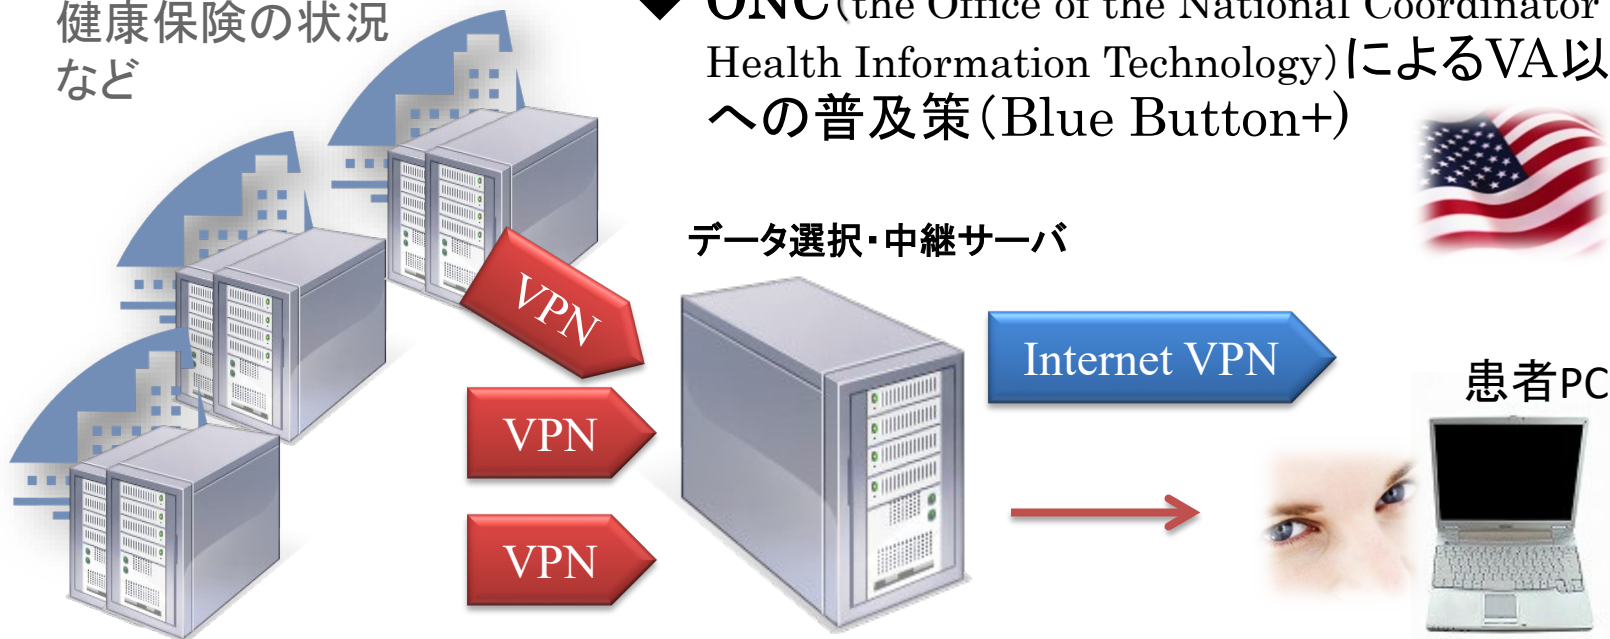 健康保険の状況
など
◆ ONC(the Office of the National Coordinator
Health Information Technology)によるVA以
への普及策(Blue Button+)
データ選択・中継サーバ
VPN
VPN
VPN
Internet VPN
患者PC